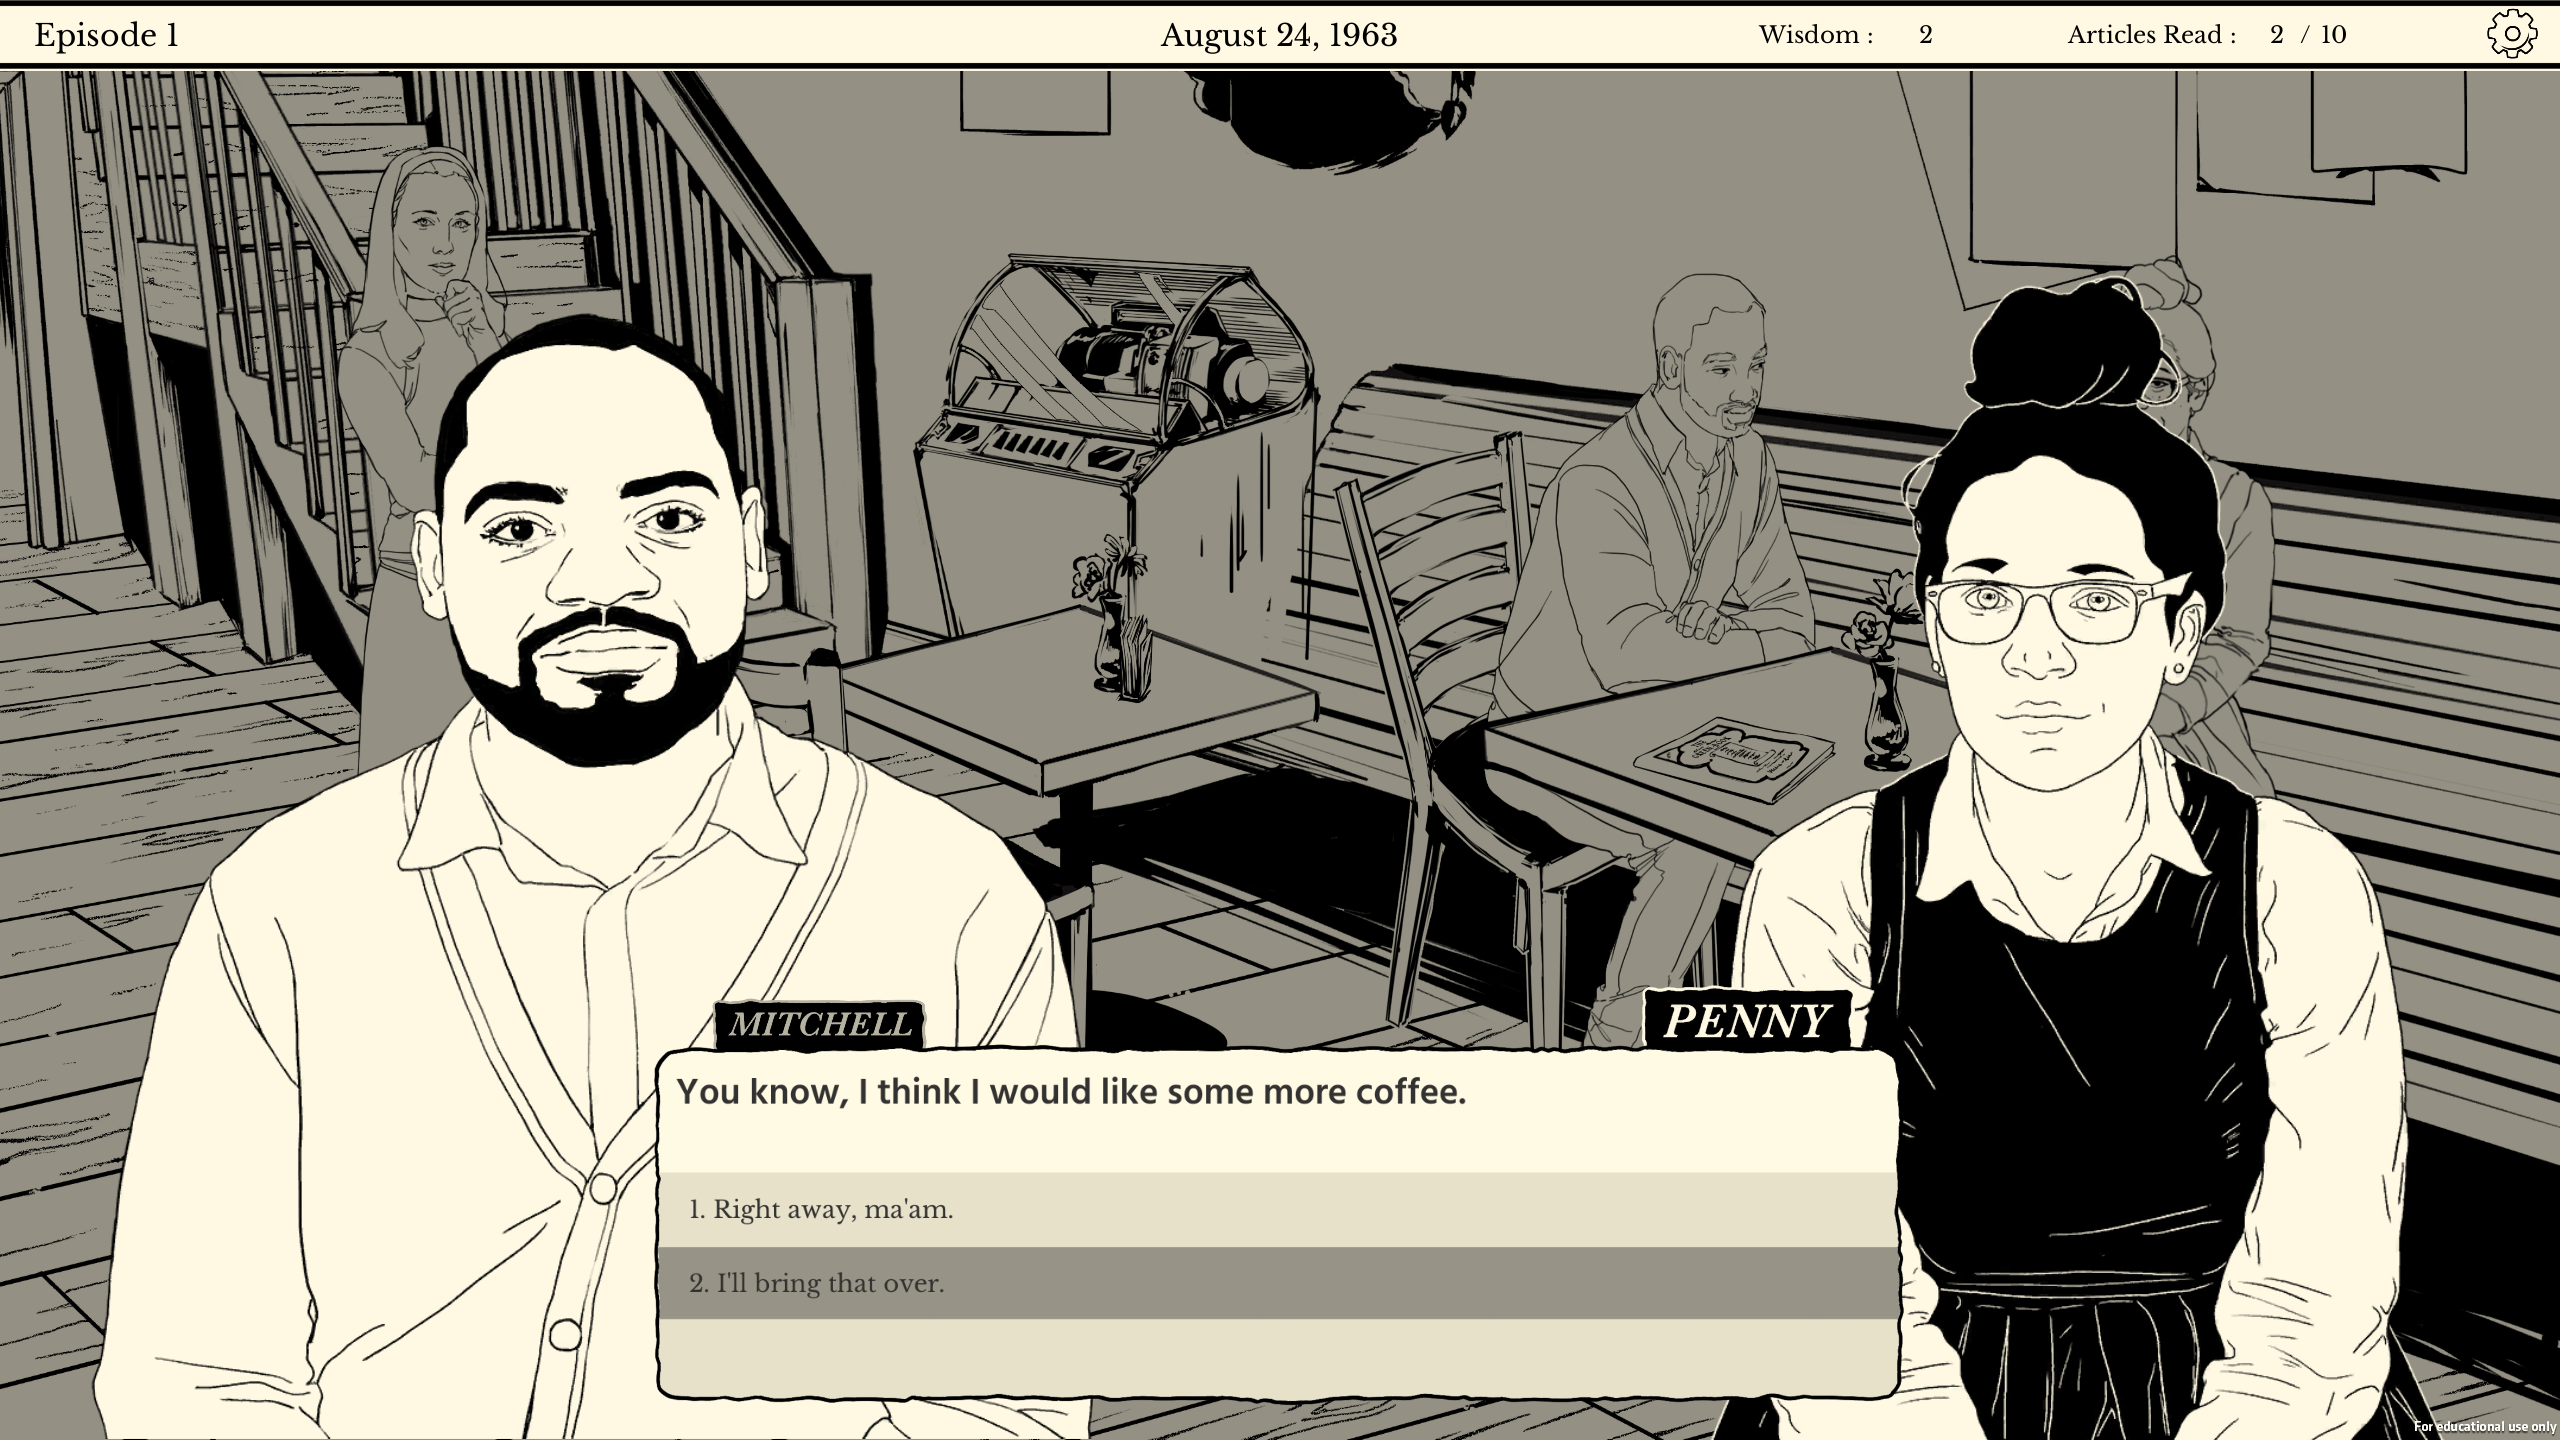 Episode 1
August 24, 1963
Wisdom : 2
Articles Read : 2 / 10
MITCHELL
PENNY
You know, I think I would like some more coffee.
1. Right away, ma'am.
2. I'll bring that over.
For educational use only